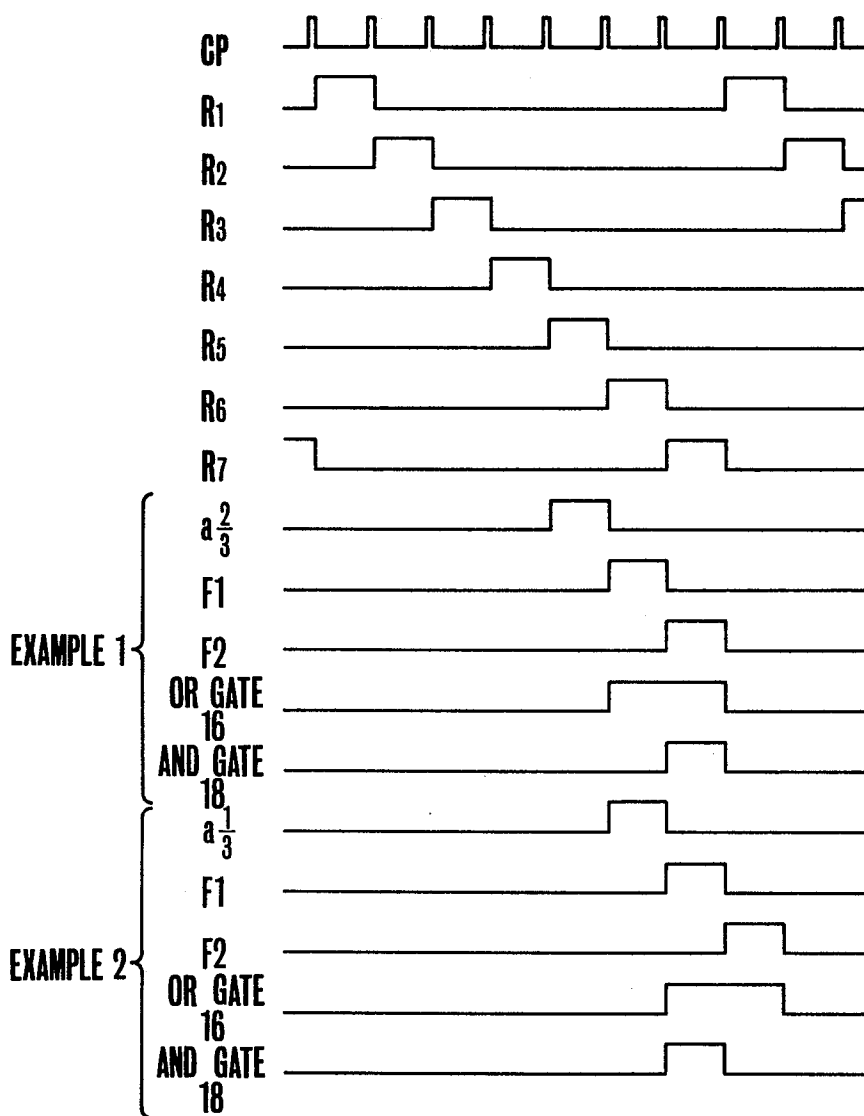 CP
R1
R2
R3
R4
R5
R6
R7
EXAMPLE 1
a 2/3
F1
F2
OR GATE
16
AND GATE
18
EXAMPLE 2
a 1/3
F1
F2
OR GATE
16
AND GATE
18